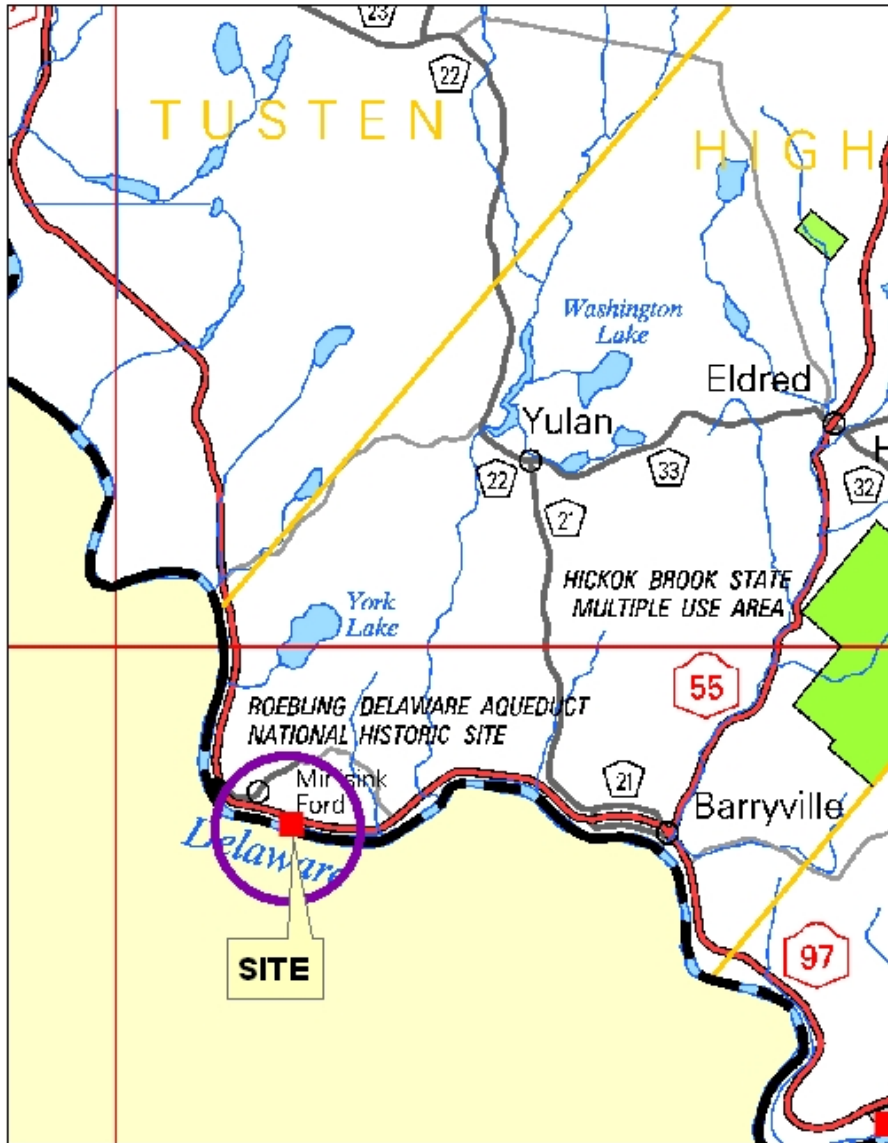 23
22
TUSTEN
HIGH
Washington
Lake
Eldred
Yulan
H
22
33
32
21
HICKOK BROOK STATE
MULTIPLE USE AREA
York
Lake
55
ROEBLING DELAWARE AQUEDUCT
NATIONAL HISTORIC SITE
Minisink
Ford
21
Barryville
Delaware
SITE
97